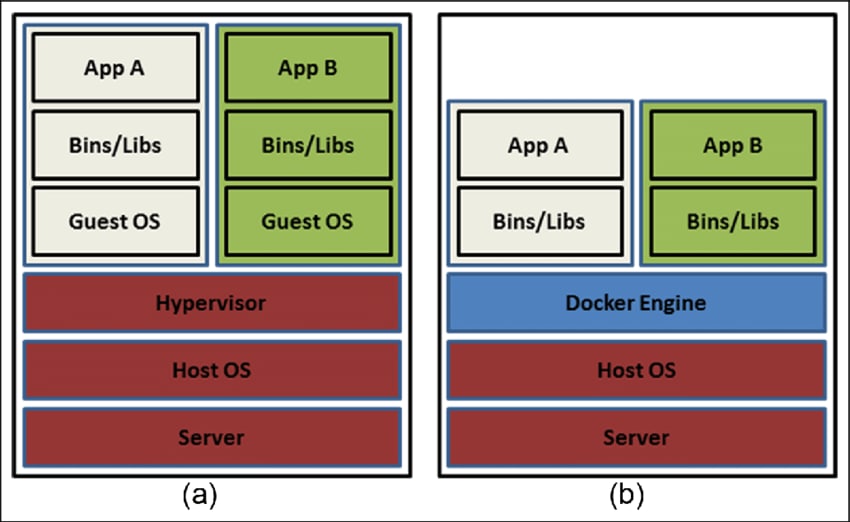 App A
App B
Bins/Libs
Bins/Libs
Guest OS
Guest OS
Hypervisor
Host OS
Server
(a)
App A
App B
Bins/Libs
Bins/Libs
Docker Engine
Host OS
Server
(b)